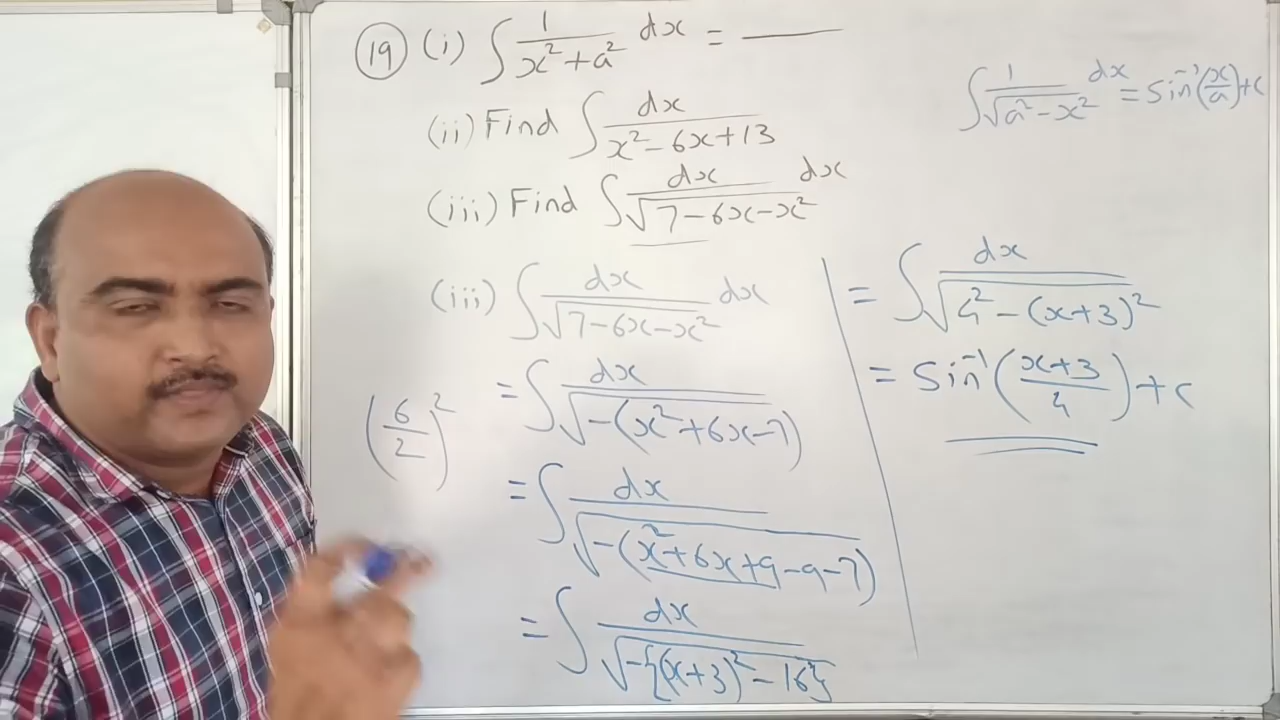 (19) (i) ∫ 1/(x²+a²) dx = ____
(ii) Find ∫ dx/(x²-6x+13)
(iii) Find ∫ dx/√(7-6x-x²) dx
∫ 1/√(a²-x²) dx = Sin⁻¹(x/a)+c
(iii) ∫ dx/√(7-6x-x²) dx
(6/2)²
= ∫ dx/√(-(x²+6x-7))
= ∫ dx/√(-(x²+6x+9-9-7))
= ∫ dx/√(-{(x+3)²-16})
= ∫ dx/√(4²-(x+3)²)
= Sin⁻¹((x+3)/4)+c